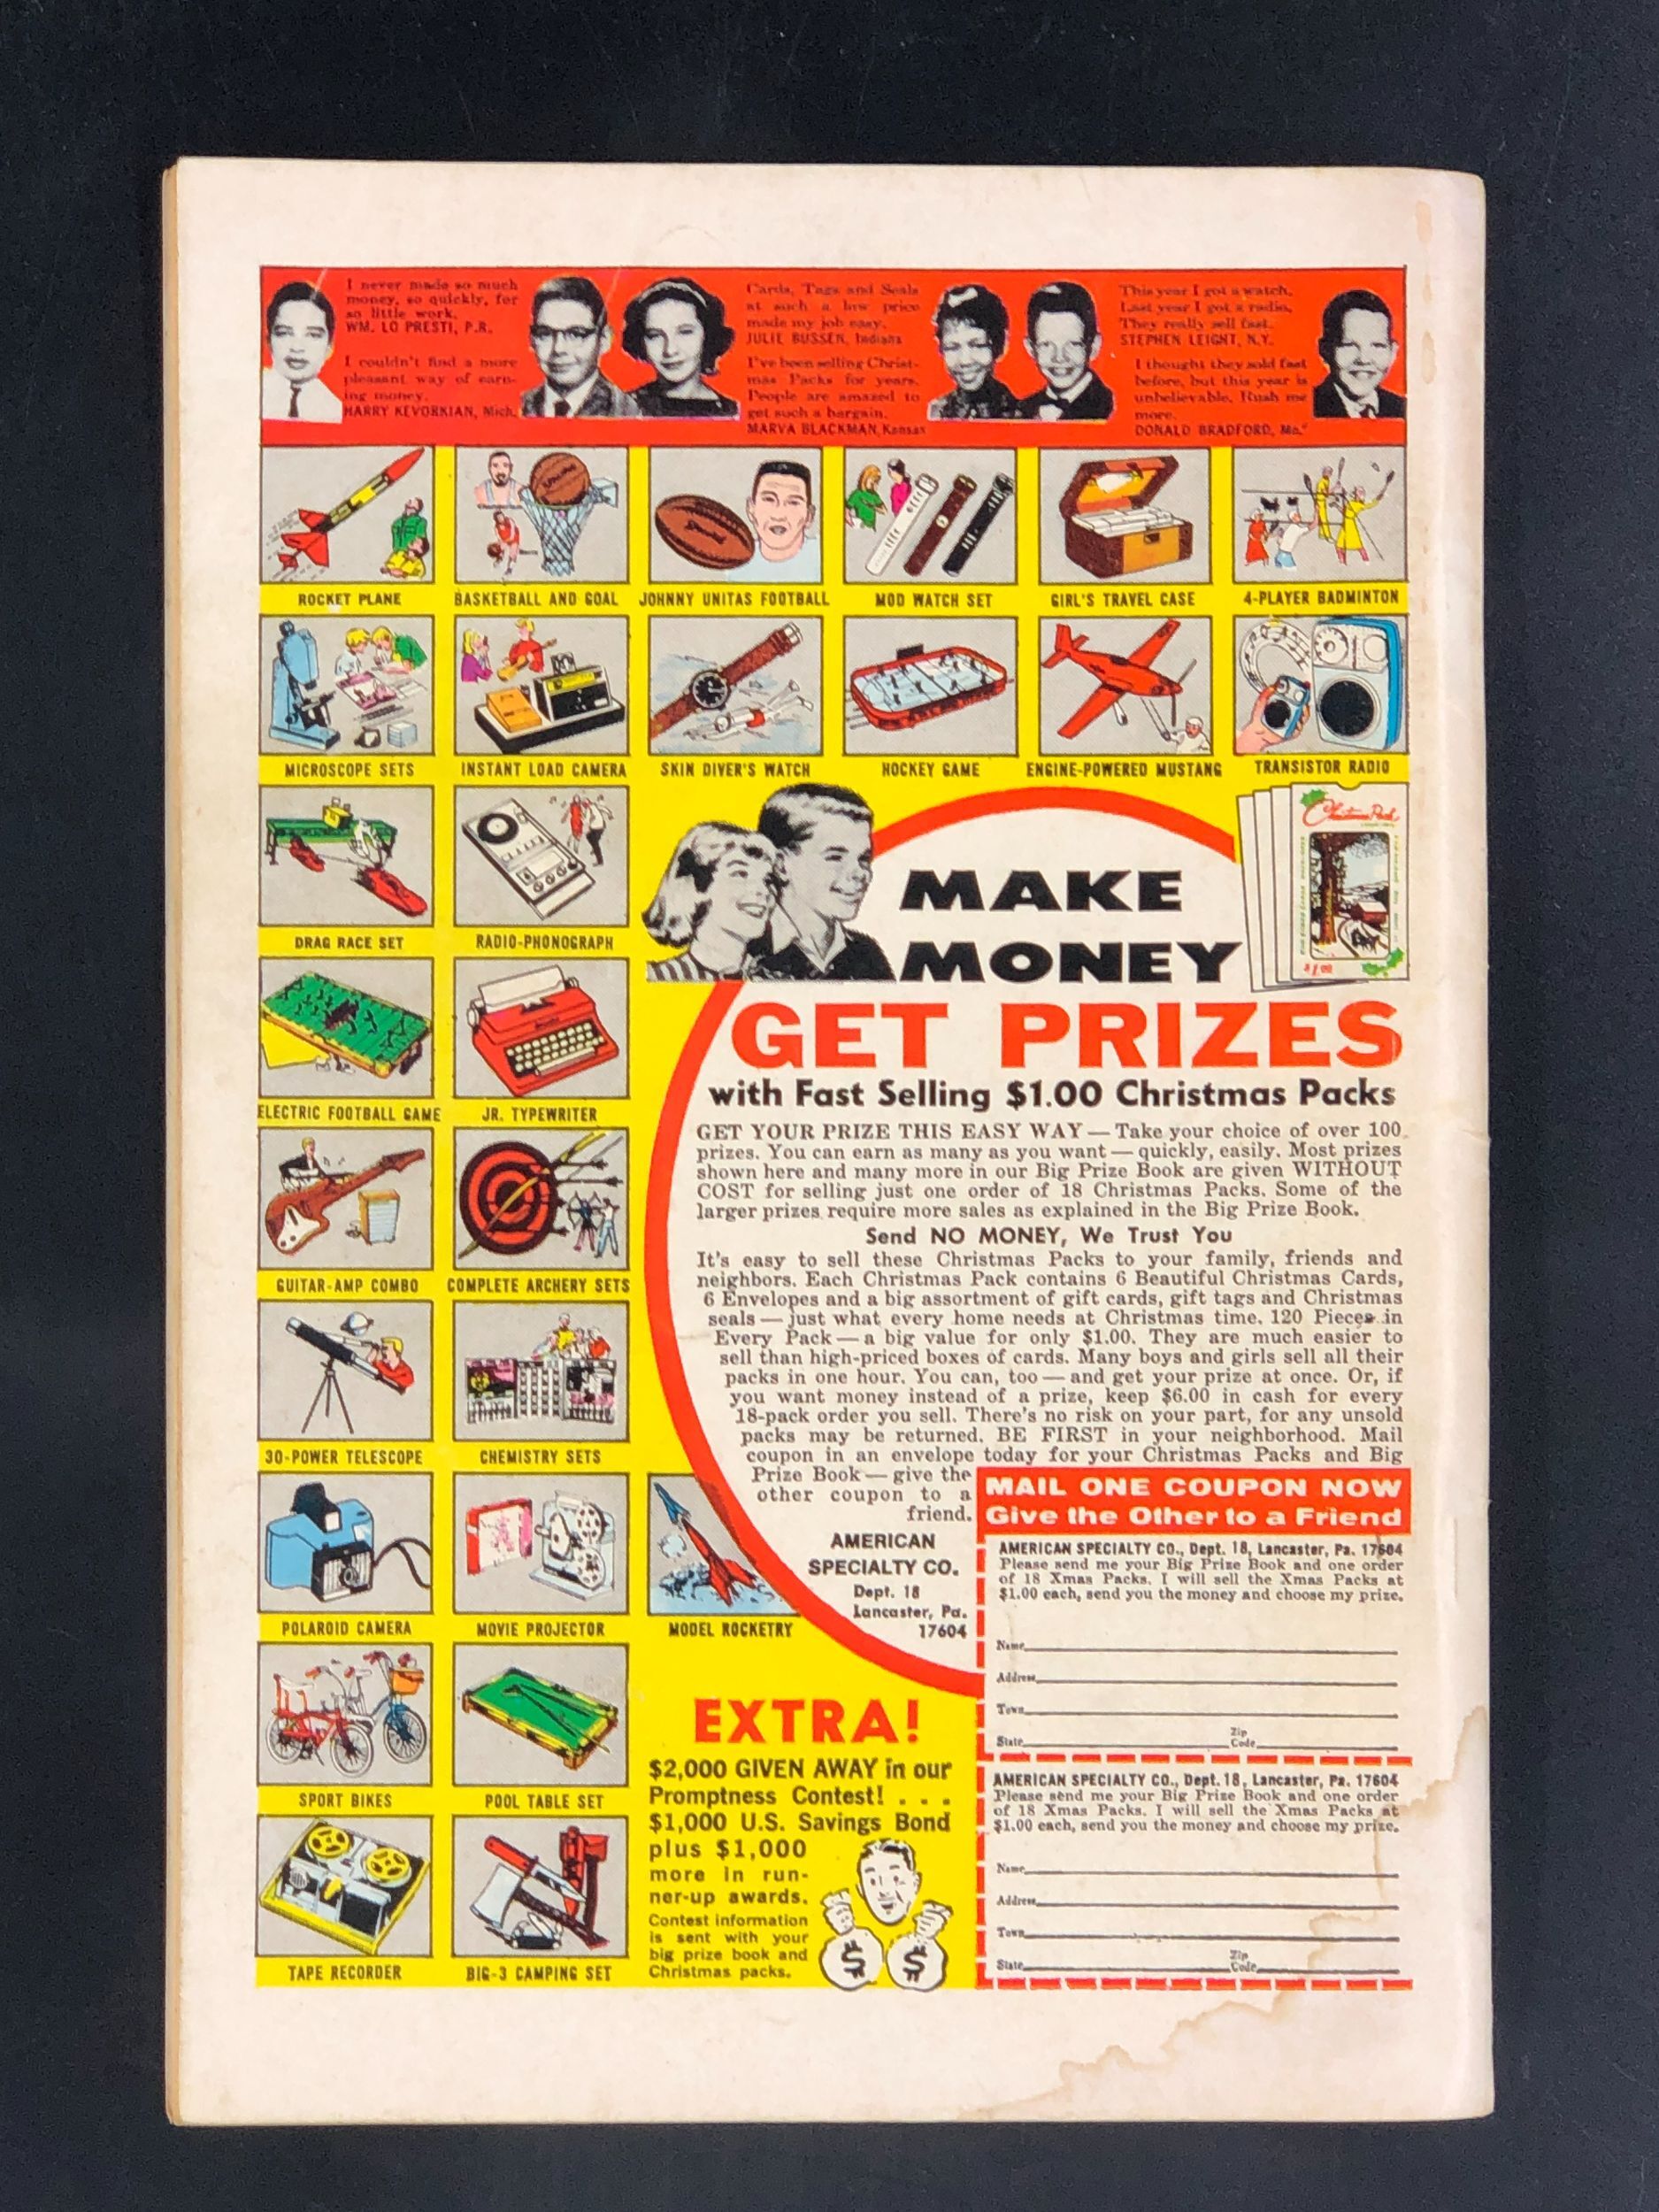 I never made so much
money, so quickly, for
so little work.
WM. LO PRESTI, P.R.
I couldn't find a more
pleasant way of earn-
ing money.
HARRY KEVORKIAN, Mich.
Cards, Tags and Seals
at such a low price
made my job easy.
JULIE BUSSEN, Indiana
I've been selling Christ-
mas Packs for years.
People are amazed to
get such a bargain.
MARVA BLACKMAN, Kansas
This year I got a watch.
Last year I got a radio.
They really sell fast.
STEPHEN LEIGHT, N.Y.
I thought they sold fast
before, but this year is
unbelievable. Rush me
more.
DONALD BRADFORD, Mo."
ROCKET PLANE
BASKETBALL AND GOAL
JOHNNY UNITAS FOOTBALL
MOD WATCH SET
GIRL'S TRAVEL CASE
4-PLAYER BADMINTON
MICROSCOPE SETS
INSTANT LOAD CAMERA
SKIN DIVER'S WATCH
HOCKEY GAME
ENGINE-POWERED MUSTANG
TRANSISTOR RADIO
DRAG RACE SET
RADIO-PHONOGRAPH
ELECTRIC FOOTBALL GAME
JR. TYPEWRITER
GUITAR-AMP COMBO
COMPLETE ARCHERY SETS
30-POWER TELESCOPE
CHEMISTRY SETS
POLAROID CAMERA
MOVIE PROJECTOR
MODEL ROCKETRY
SPORT BIKES
POOL TABLE SET
TAPE RECORDER
BIG-3 CAMPING SET
Christmas Pack
$1.00
MAKE
MONEY
GET PRIZES
with Fast Selling $1.00 Christmas Packs
GET YOUR PRIZE THIS EASY WAY — Take your choice of over 100
prizes. You can earn as many as you want — quickly, easily. Most prizes
shown here and many more in our Big Prize Book are given WITHOUT
COST for selling just one order of 18 Christmas Packs. Some of the
larger prizes require more sales as explained in the Big Prize Book.
Send NO MONEY, We Trust You
It's easy to sell these Christmas Packs to your family, friends and
neighbors. Each Christmas Pack contains 6 Beautiful Christmas Cards,
6 Envelopes and a big assortment of gift cards, gift tags and Christmas
seals — just what every home needs at Christmas time. 120 Pieces in
Every Pack — a big value for only $1.00. They are much easier to
sell than high-priced boxes of cards. Many boys and girls sell all their
packs in one hour. You can, too — and get your prize at once. Or, if
you want money instead of a prize, keep $6.00 in cash for every
18-pack order you sell. There's no risk on your part, for any unsold
packs may be returned. BE FIRST in your neighborhood. Mail
coupon in an envelope today for your Christmas Packs and Big
Prize Book — give the
other coupon to a
friend.
AMERICAN
SPECIALTY CO.
Dept. 18
Lancaster, Pa.
17604
MAIL ONE COUPON NOW
Give the Other to a Friend
AMERICAN SPECIALTY CO., Dept. 18, Lancaster, Pa. 17604
Please send me your Big Prize Book and one order
of 18 Xmas Packs. I will sell the Xmas Packs at
$1.00 each, send you the money and choose my prize.
Name
Address
Town
State Zip Code
AMERICAN SPECIALTY CO., Dept. 18, Lancaster, Pa. 17604
Please send me your Big Prize Book and one order
of 18 Xmas Packs. I will sell the Xmas Packs at
$1.00 each, send you the money and choose my prize.
Name
Address
Town
State Zip Code
EXTRA!
$2,000 GIVEN AWAY in our
Promptness Contest! . . .
$1,000 U.S. Savings Bond
plus $1,000
more in run-
ner-up awards.
Contest information
is sent with your
big prize book and
Christmas packs.
$ $